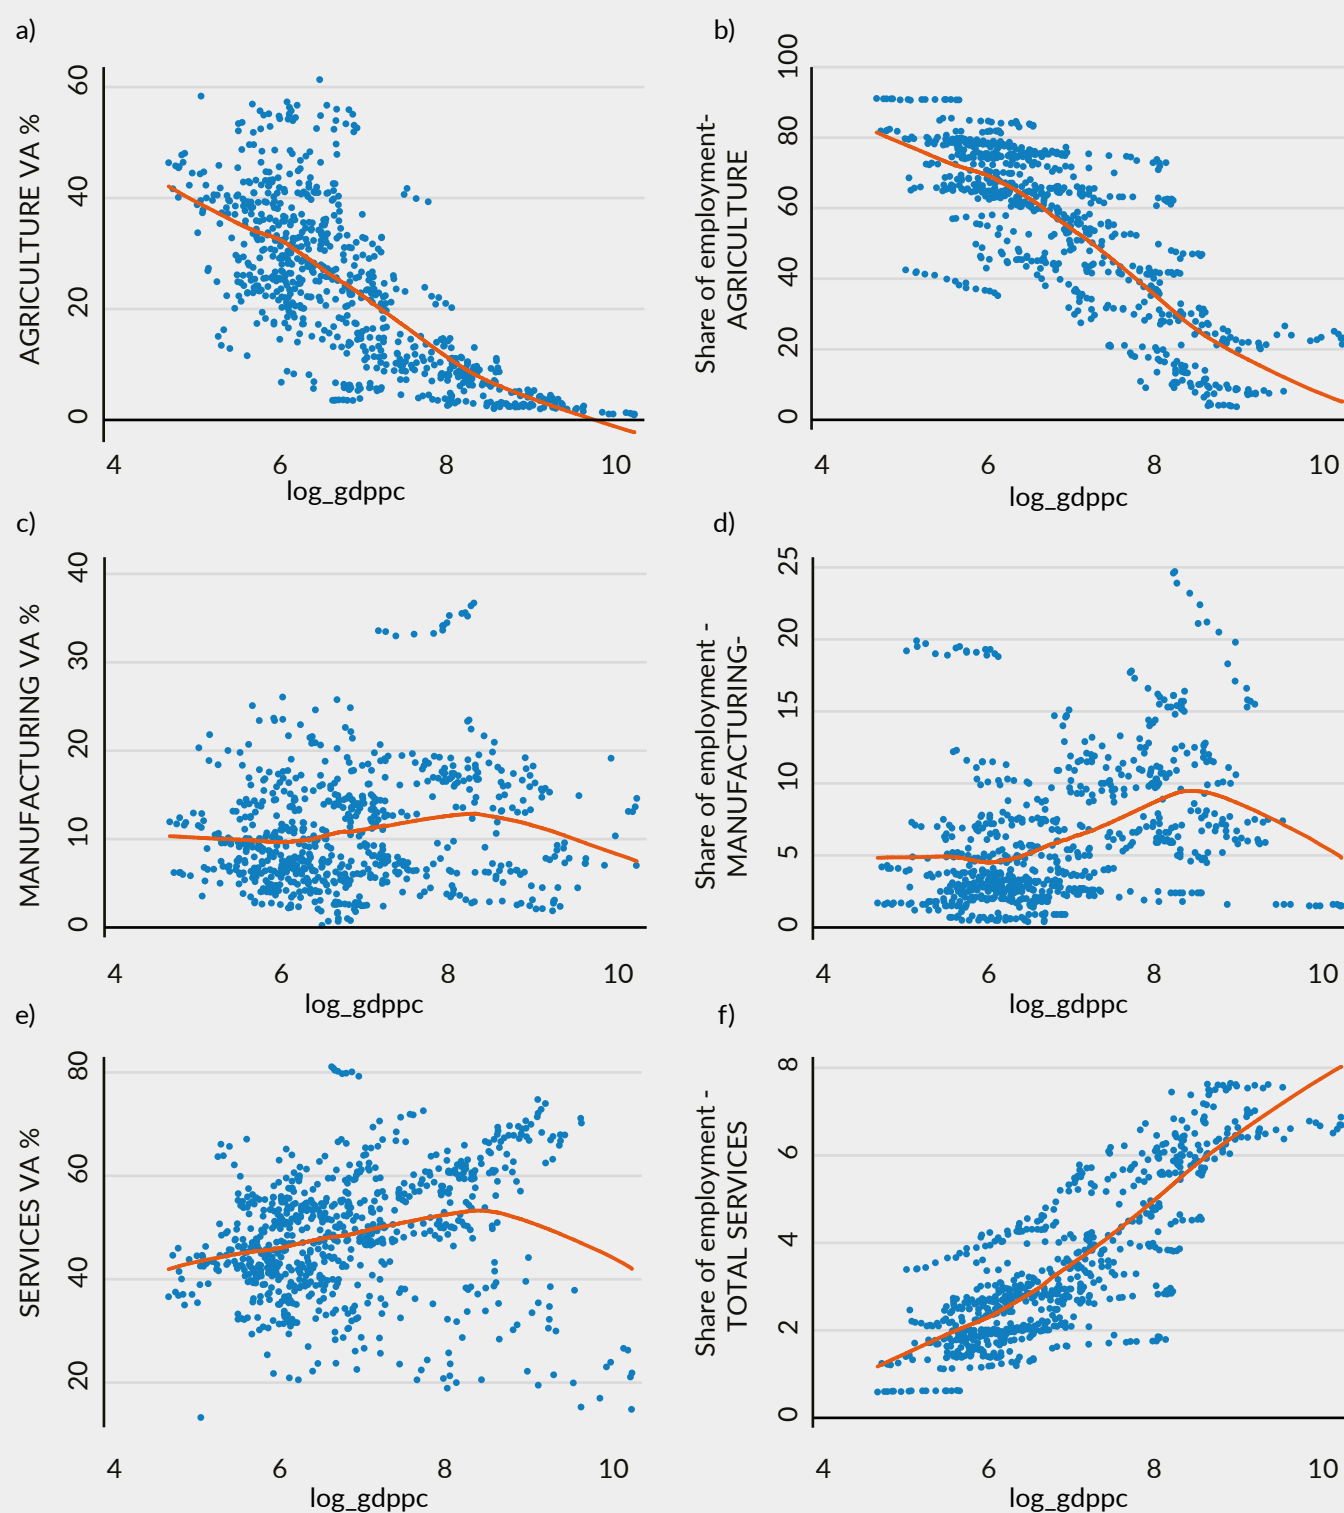 a)
AGRICULTURE VA %
60
40
20
0
4 6 8 10
log_gdppc
b)
Share of employment-
AGRICULTURE
100
80
60
40
20
0
4 6 8 10
log_gdppc
c)
MANUFACTURING VA %
40
30
20
10
0
4 6 8 10
log_gdppc
d)
Share of employment -
MANUFACTURING-
25
20
15
10
5
0
4 6 8 10
log_gdppc
e)
SERVICES VA %
80
60
40
20
4 6 8 10
log_gdppc
f)
Share of employment -
TOTAL SERVICES
8
6
4
2
0
4 6 8 10
log_gdppc